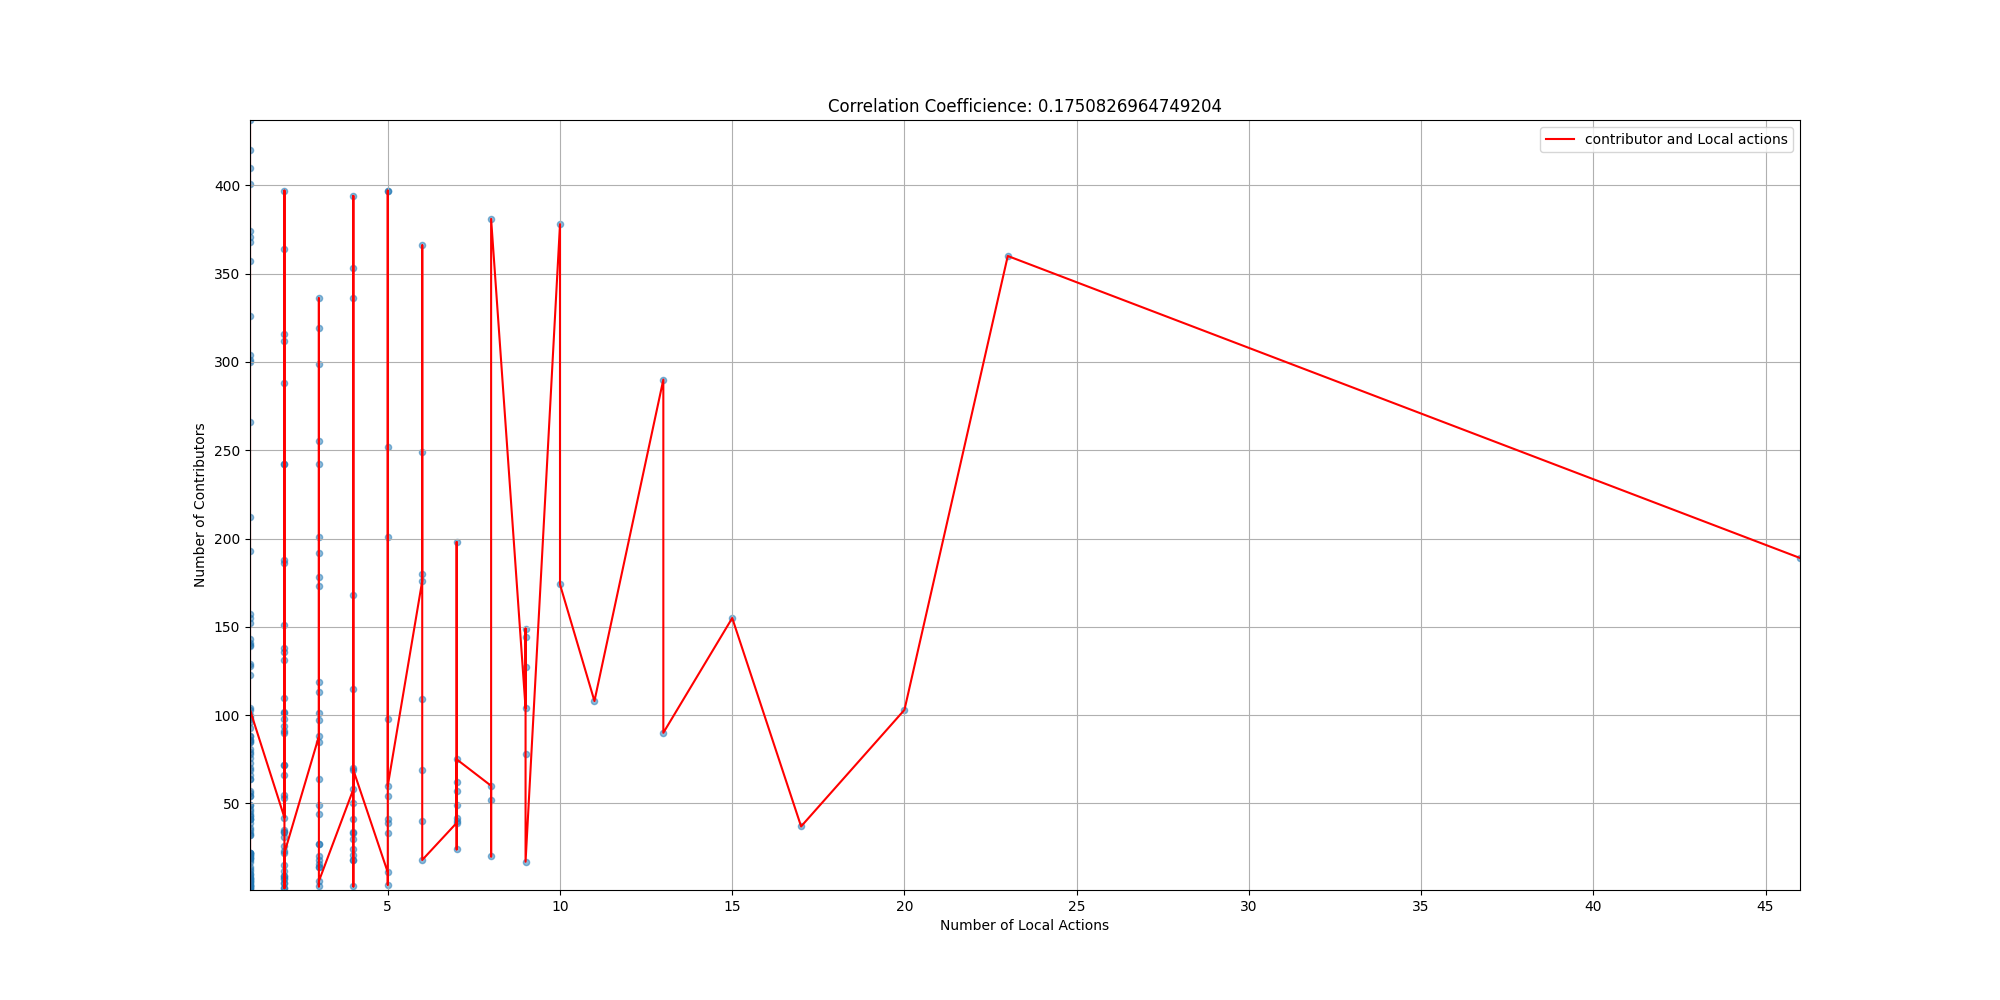 Correlation Coefficience: 0.1750826964749204
contributor and Local actions
400
350
300
250
200
150
100
50
Number of Contributors
5 10 15 20 25 30 35 40 45
Number of Local Actions